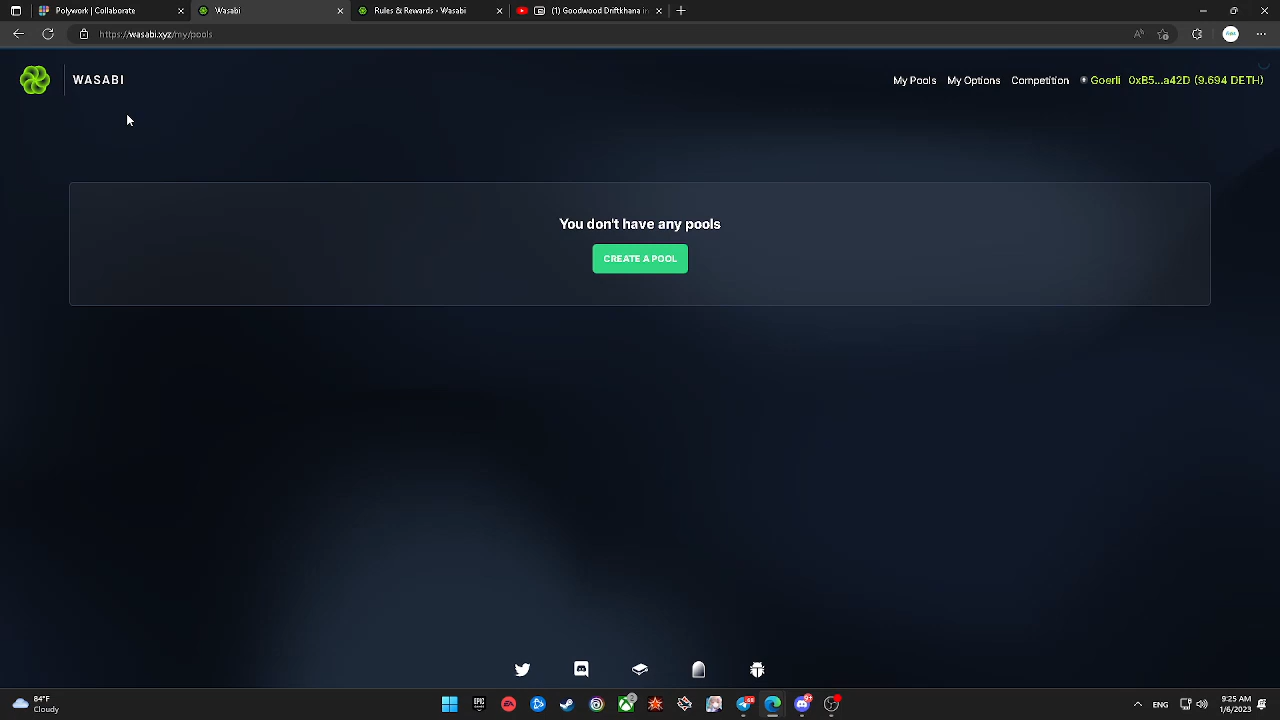 Polywork | Collaborate
Wasabi
Rules & Rewards - Wasabi
(1) Goodwood Driftkhana in
https://wasabi.xyz/my/pools
WASABI
My Pools
My Options
Competition
Goerli
0xB5...a42D (9.694 DETH)
You don't have any pools
CREATE A POOL
84°F
Cloudy
ENG
9:25 AM
1/6/2023